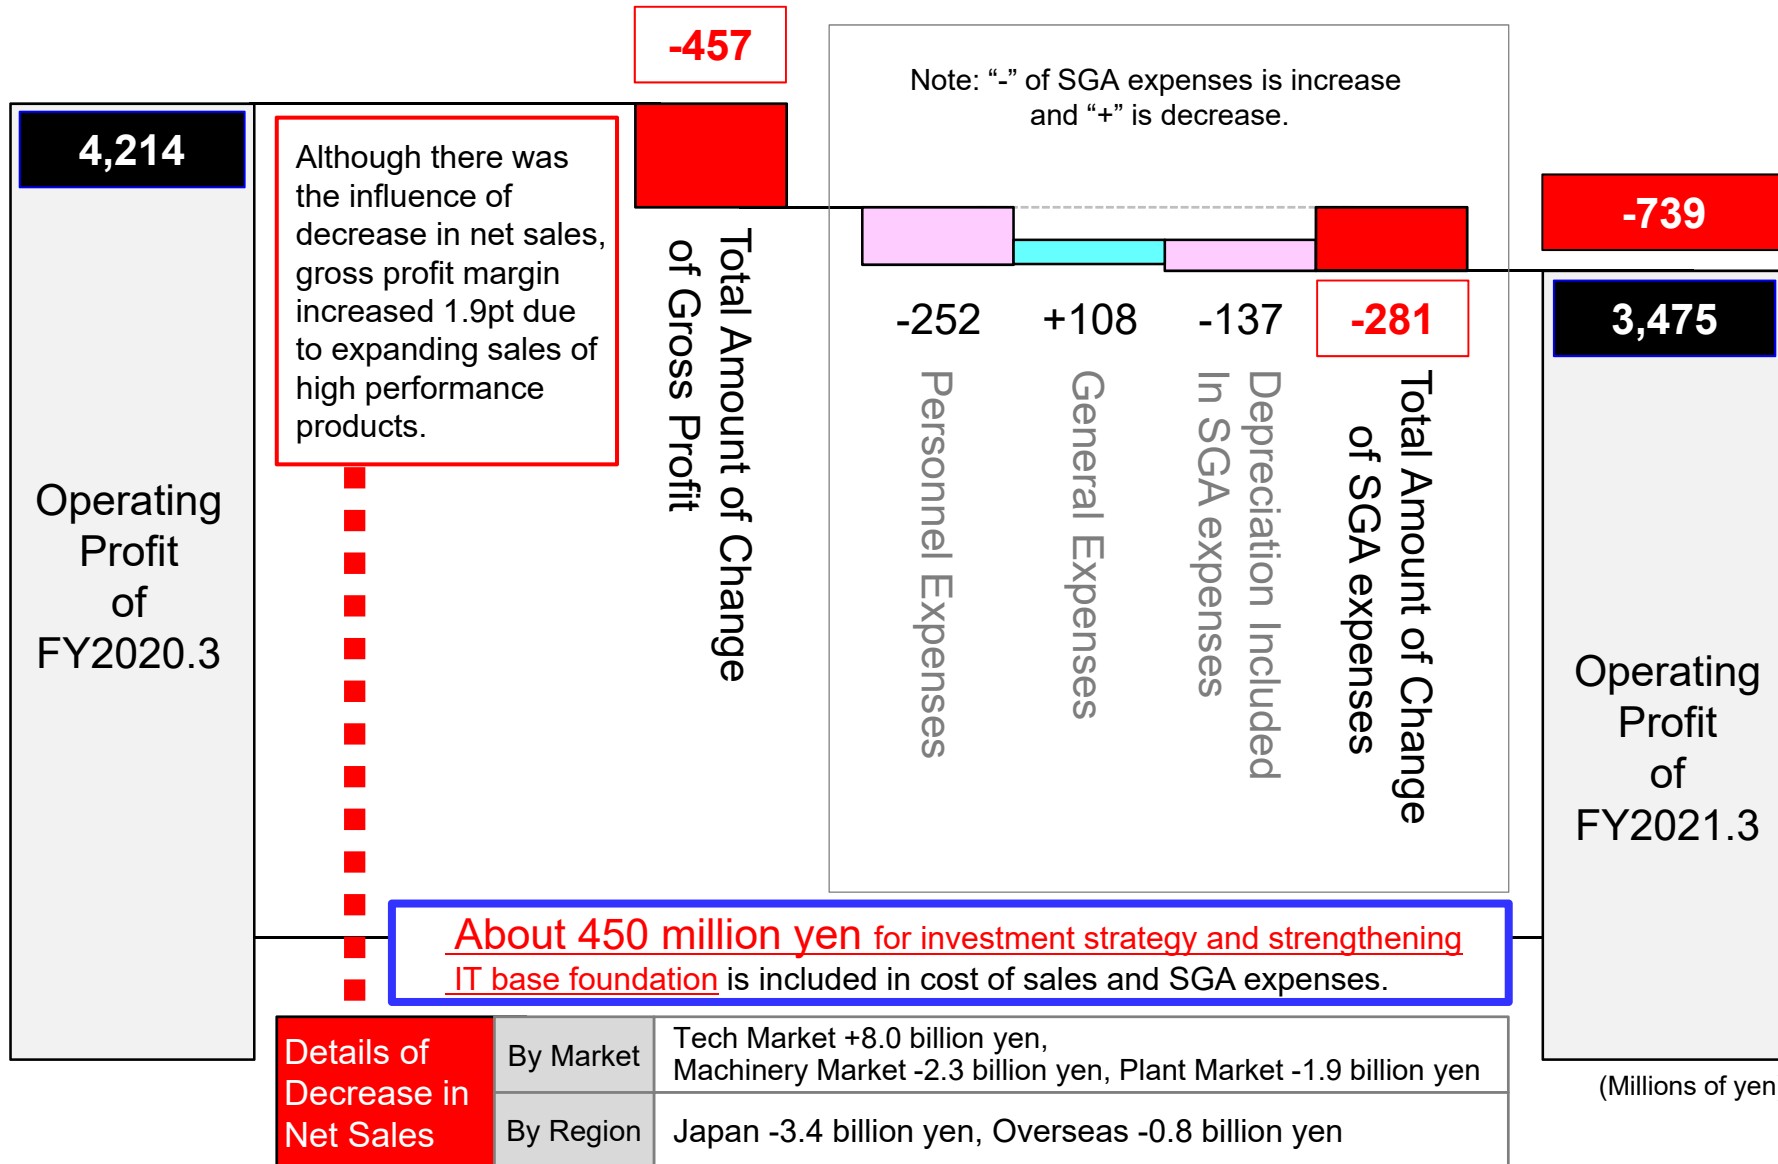 -457
Note: “-” of SGA expenses is increase
and “+” is decrease.
4,214
Although there was
the influence of
decrease in net sales,
gross profit margin
increased 1.9pt due
to expanding sales of
high performance
products.
-739
Total Amount of Change
of Gross Profit
-252
+108
-137
-281
3,475
Personnel Expenses
General Expenses
Depreciation Included
In SGA expenses
Total Amount of Change
of SGA expenses
Operating
Profit
of
FY2020.3
Operating
Profit
of
FY2021.3
About 450 million yen for investment strategy and strengthening
IT base foundation is included in cost of sales and SGA expenses.
Details of
Decrease in
Net Sales
By Market
Tech Market +8.0 billion yen,
Machinery Market -2.3 billion yen, Plant Market -1.9 billion yen
By Region
Japan -3.4 billion yen, Overseas -0.8 billion yen
(Millions of yen